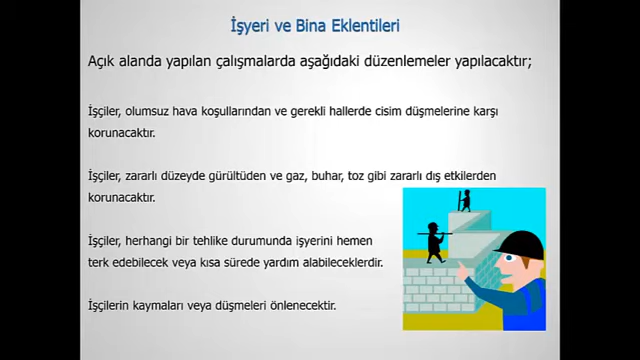 İşyeri ve Bina Eklentileri
Açık alanda yapılan çalışmalarda aşağıdaki düzenlemeler yapılacaktır;
İşçiler, olumsuz hava koşullarından ve gerekli hallerde cisim düşmelerine karşı
korunacaktır.
İşçiler, zararlı düzeyde gürültüden ve gaz, buhar, toz gibi zararlı dış etkilerden
korunacaktır.
İşçiler, herhangi bir tehlike durumunda işyerini hemen
terk edebilecek veya kısa sürede yardım alabileceklerdir.
İşçilerin kaymaları veya düşmeleri önlenecektir.